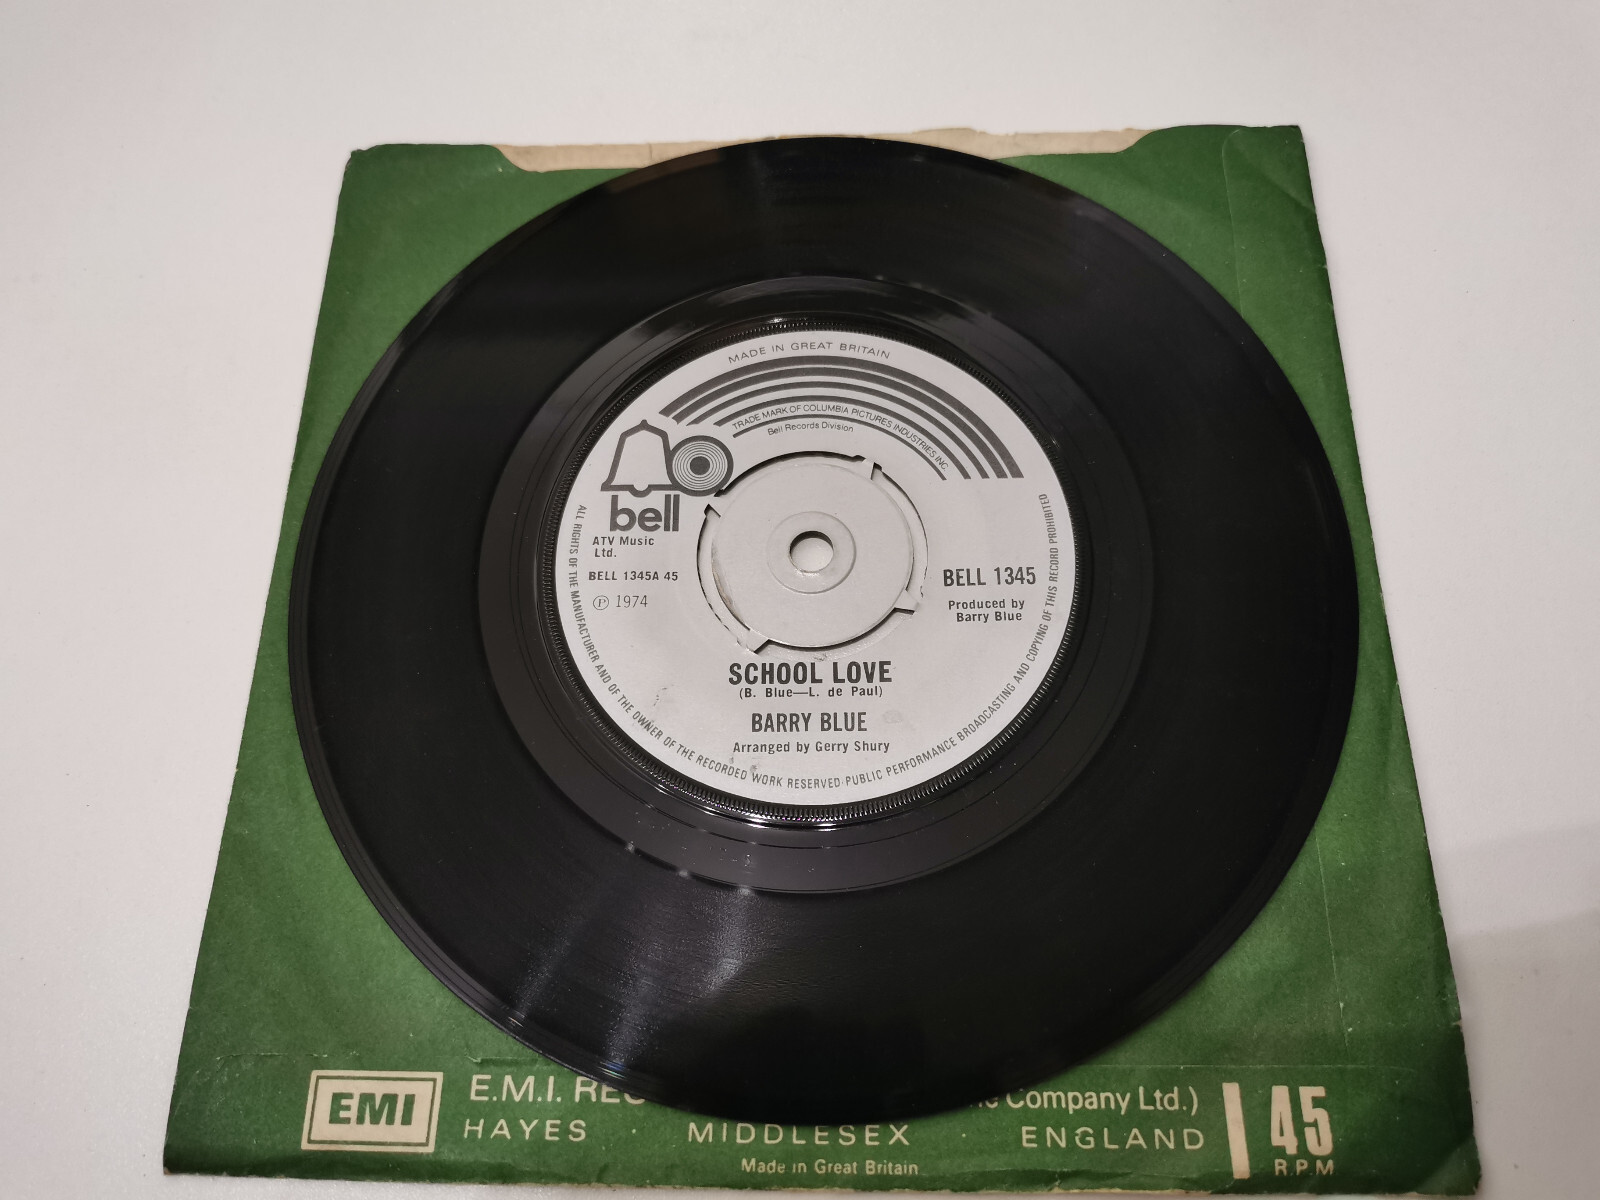 MADE IN GREAT BRITAIN
TRADE MARK OF COLUMBIA PICTURES INDUSTRIES INC.
Bell Records Division
bell
ATV Music
Ltd.
BELL 1345A 45
Ⓟ 1974
BELL 1345
Produced by
Barry Blue
SCHOOL LOVE
(B. Blue—L. de Paul)
BARRY BLUE
Arranged by Gerry Shury
ALL RIGHTS OF THE MANUFACTURER AND OF THE OWNER OF THE RECORDED WORK RESERVED·PUBLIC PERFORMANCE BROADCASTING AND COPYING OF THIS RECORD PROHIBITED
EMI
E.M.I. Company Ltd.)
HAYES · MIDDLESEX · ENGLAND
Made in Great Britain
45
R.P.M